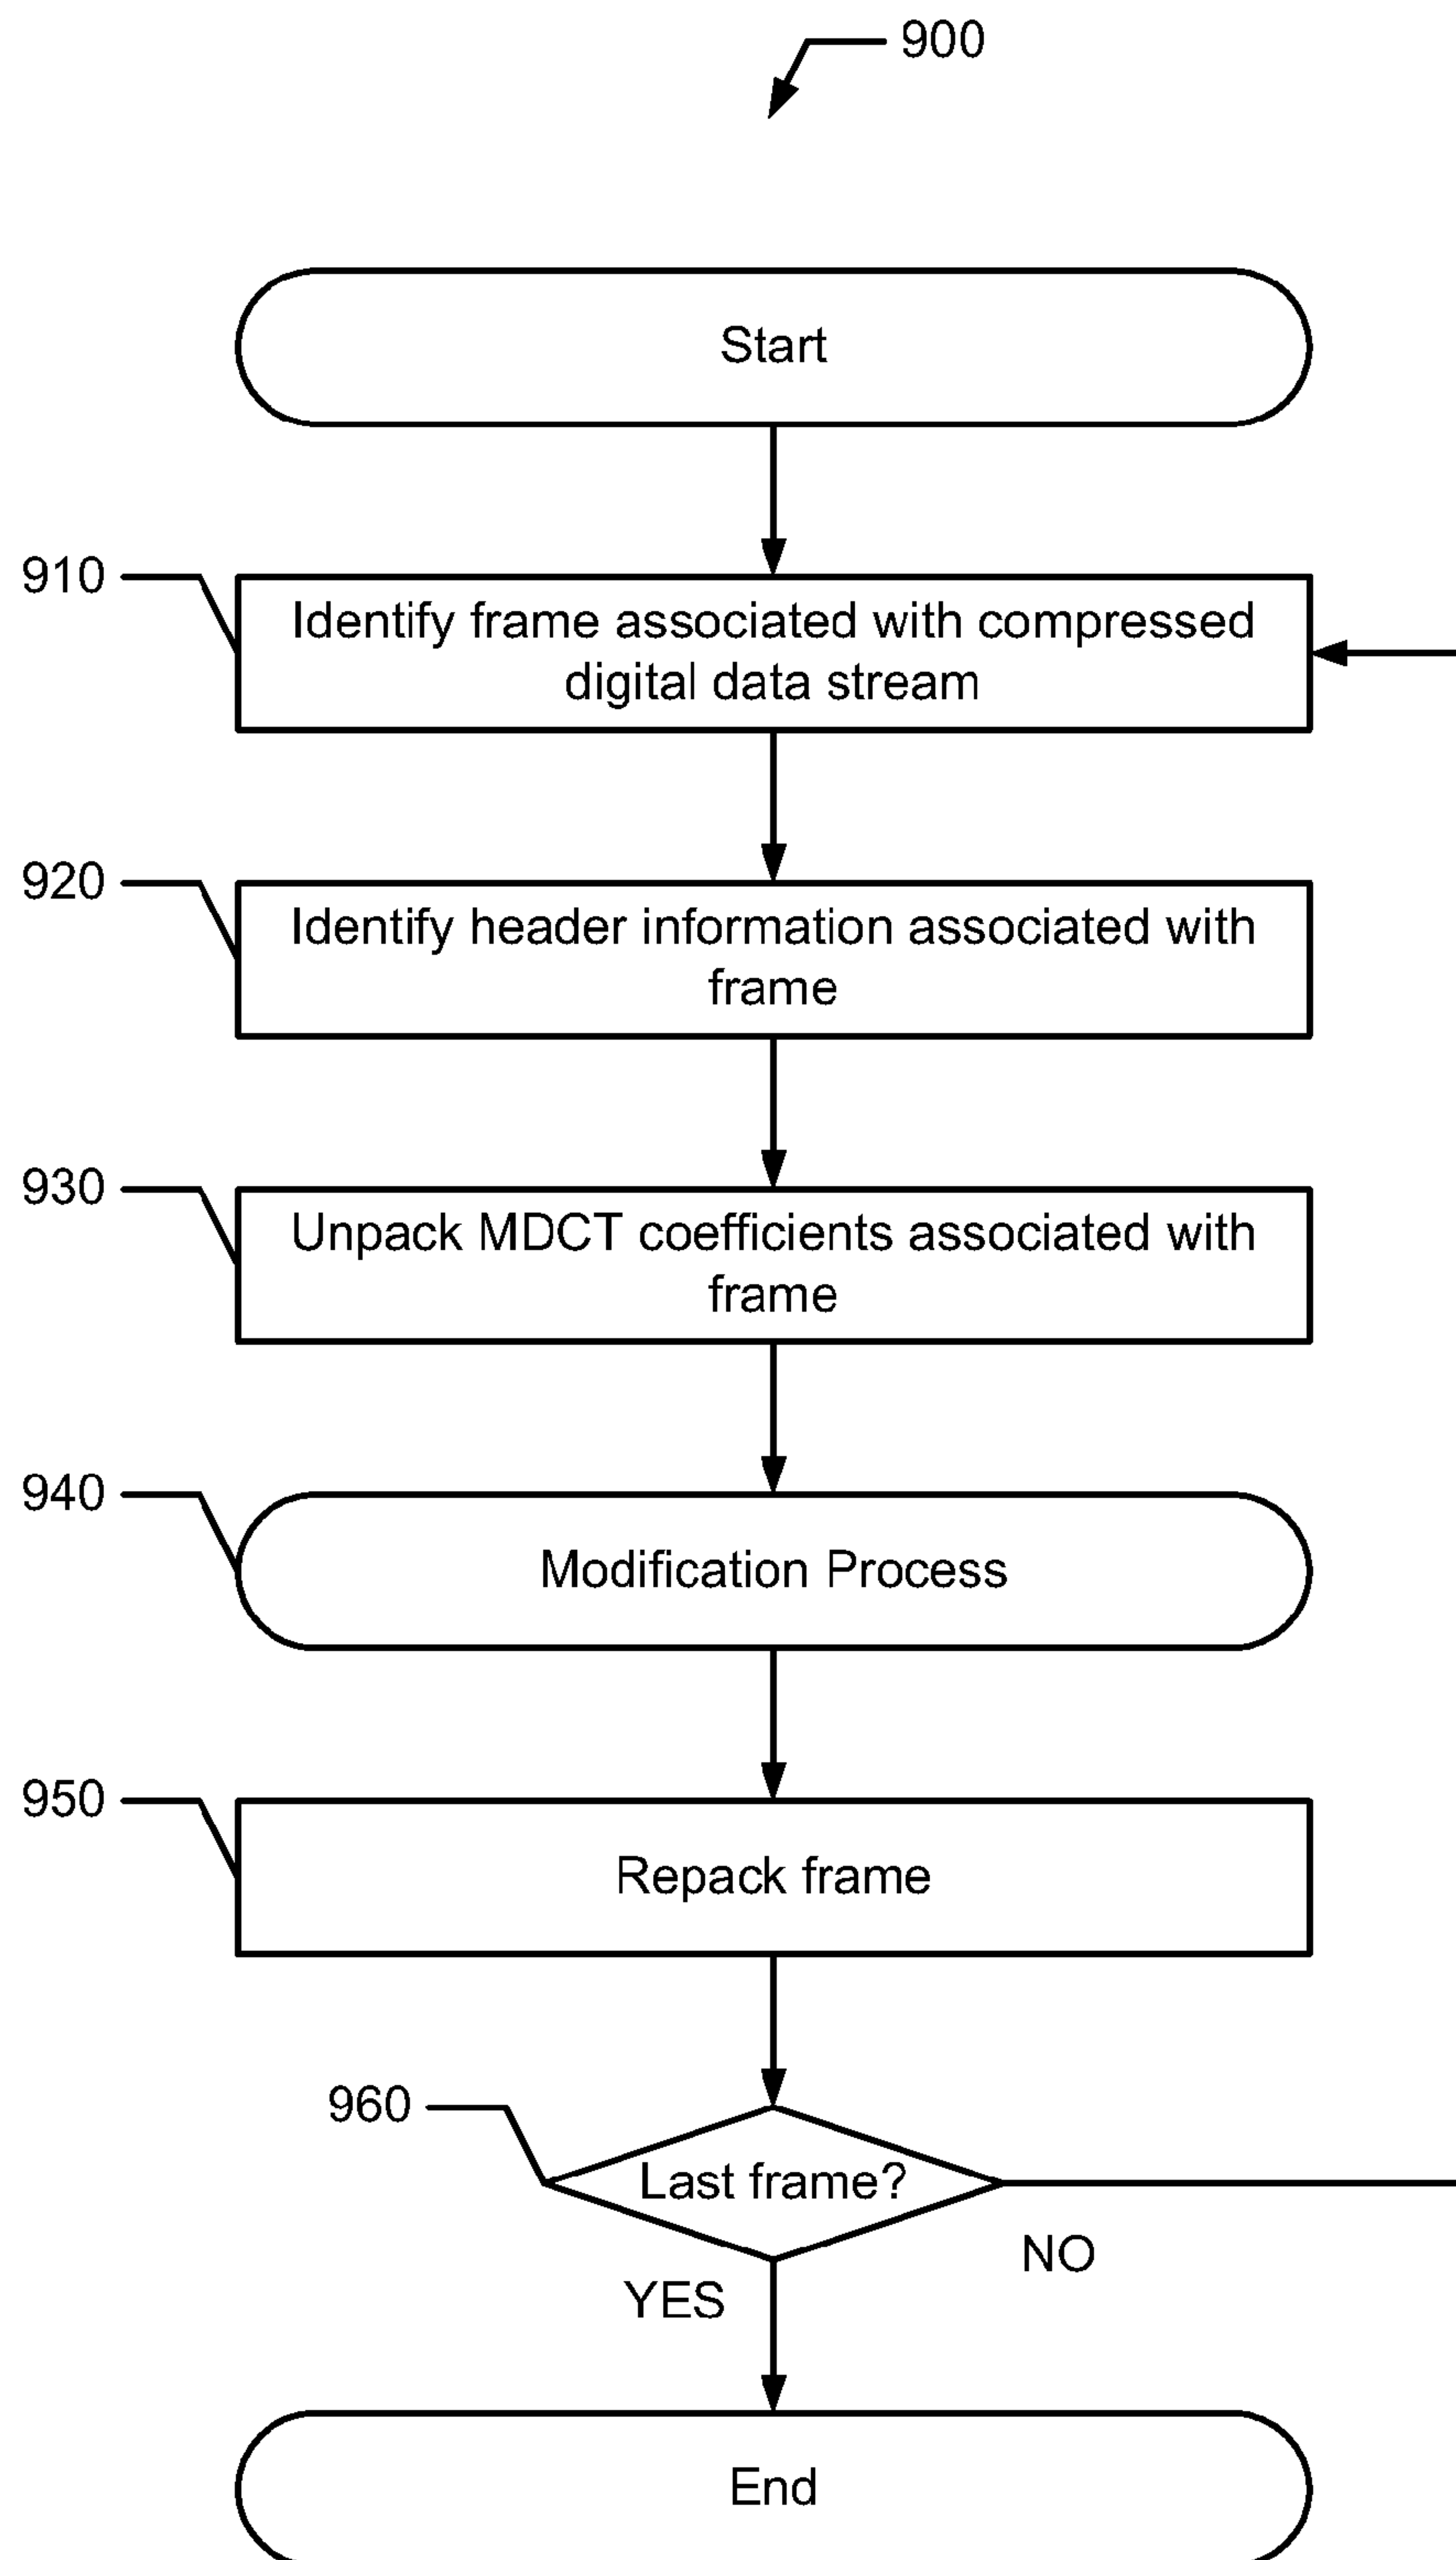 900
Start
910
Identify frame associated with compressed
digital data stream
920
Identify header information associated with
frame
930
Unpack MDCT coefficients associated with
frame
940
Modification Process
950
Repack frame
960
Last frame?
NO
YES
End